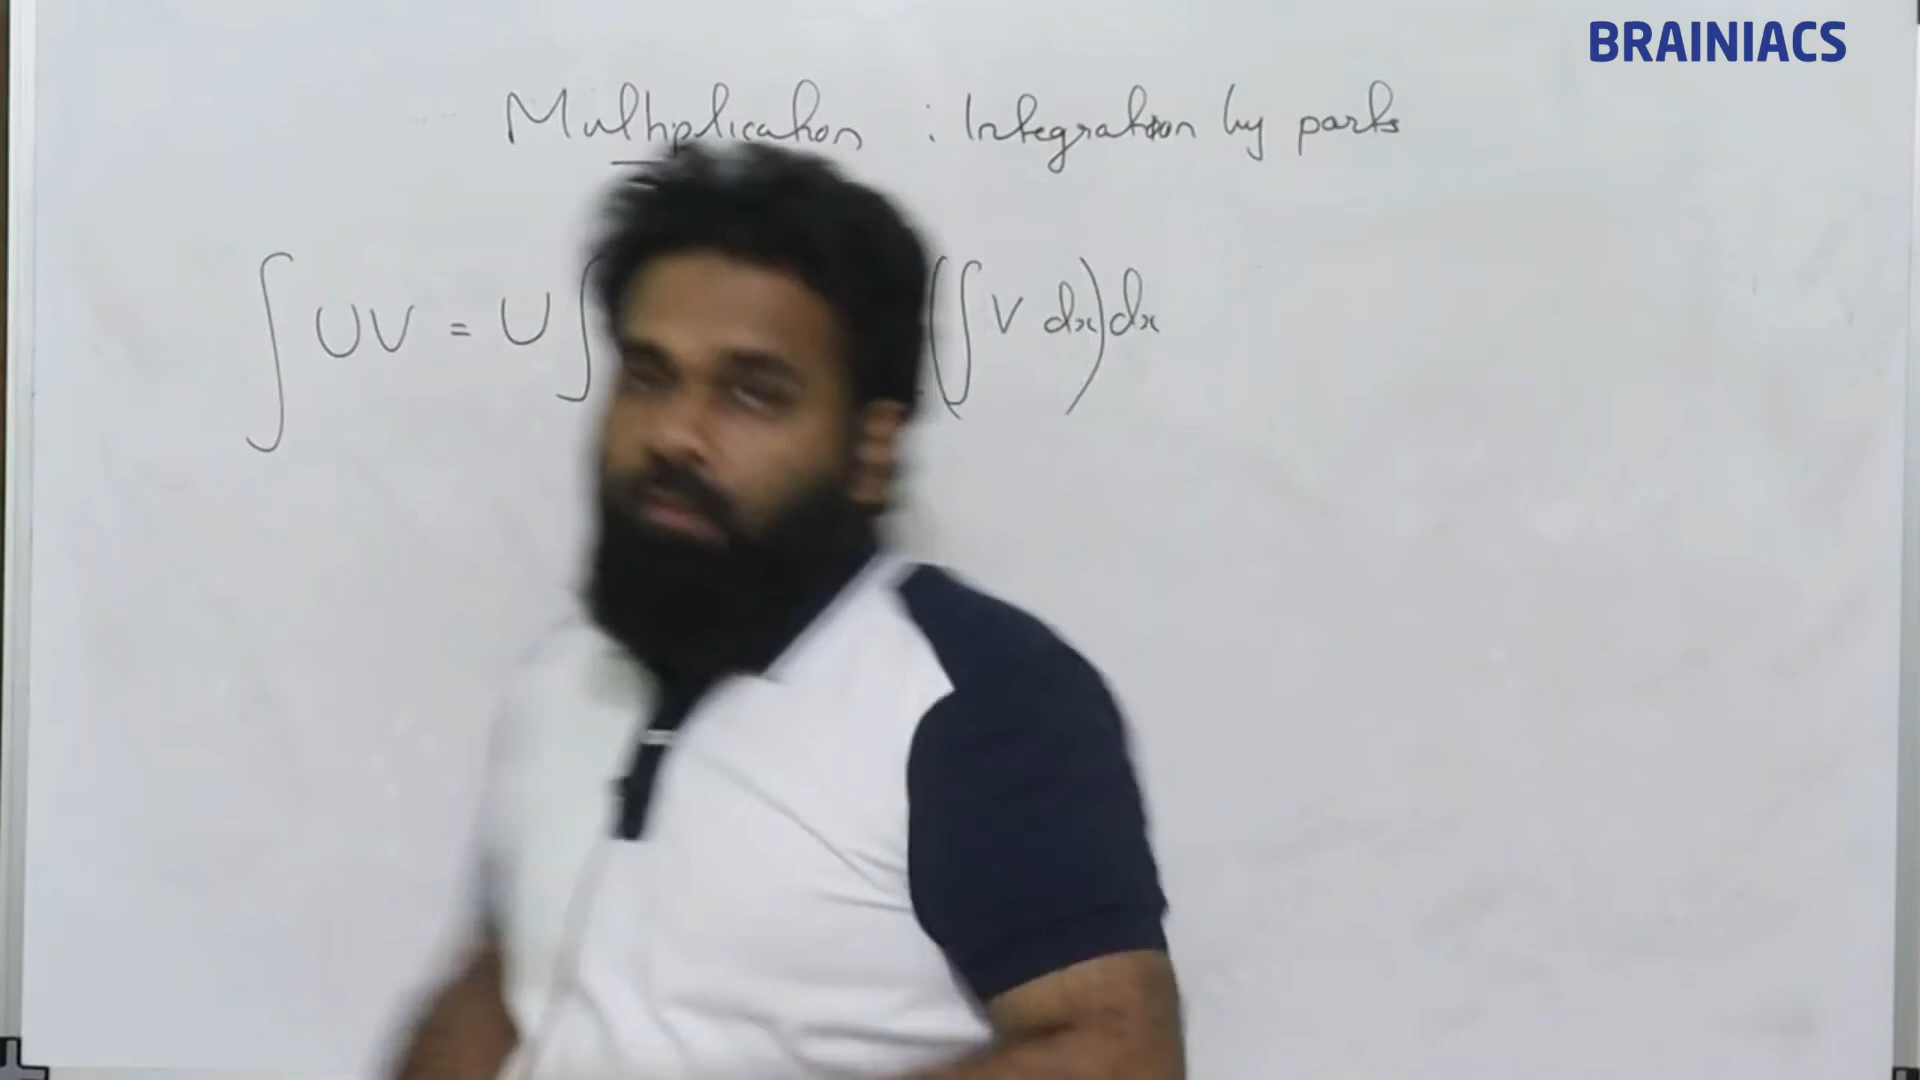 BRAINIACS
Multiplication : Integration by parts
∫ UV = U ∫ (∫ V dx) dx